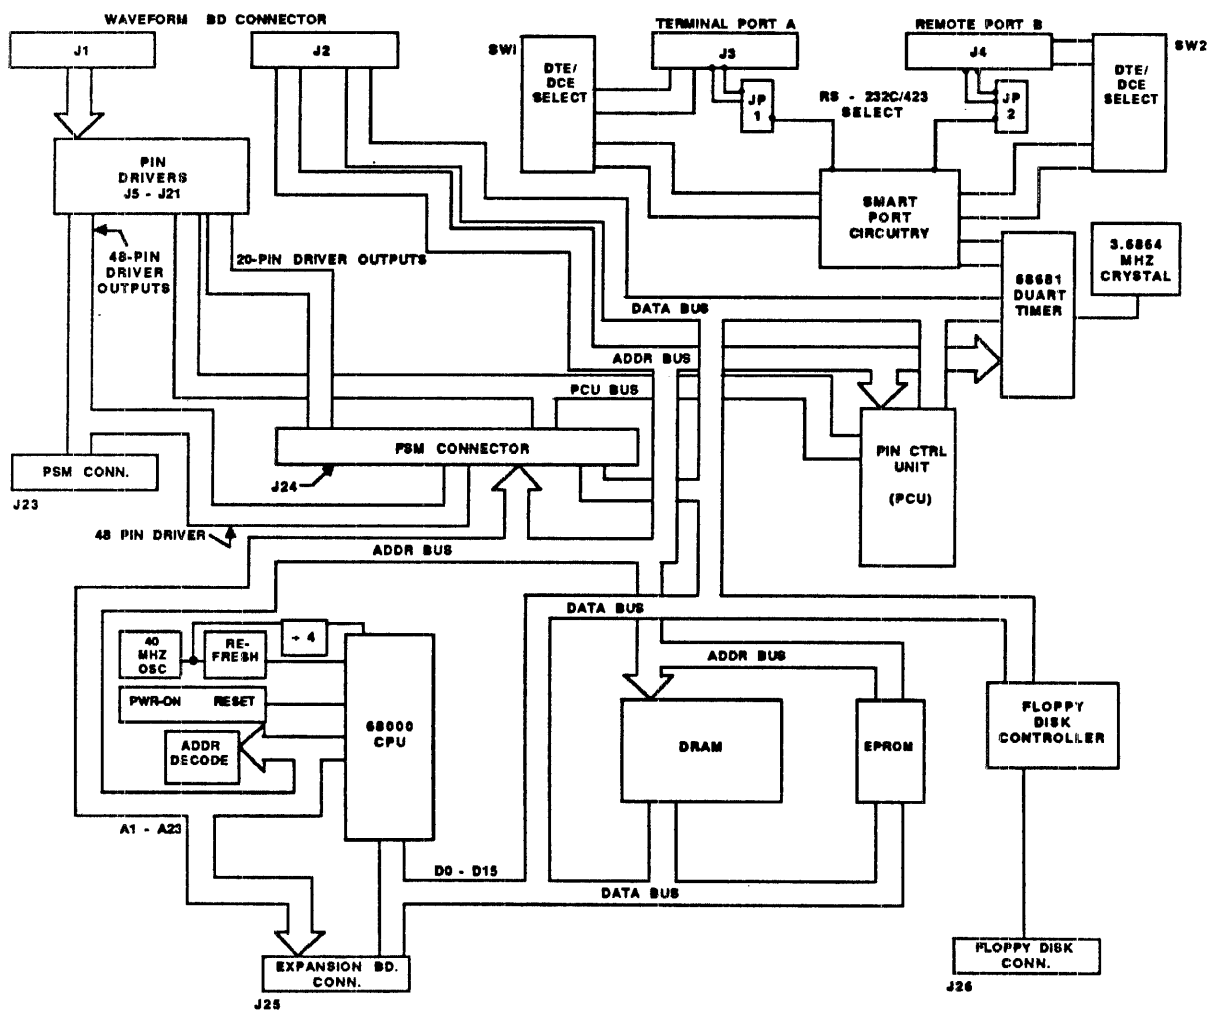 WAVEFORM BD CONNECTOR
J1
J2
TERMINAL PORT A
J3
REMOTE PORT B
J4
SW1
DTE/
DCE
SELECT
JP
1
RS - 232C/423
SELECT
JP
2
DTE/
DCE
SELECT
SW2
PIN
DRIVERS
J5 - J21
SMART
PORT
CIRCUITRY
48-PIN
DRIVER
OUTPUTS
20-PIN DRIVER OUTPUTS
68681
DUART
TIMER
3.6864
MHZ
CRYSTAL
DATA BUS
ADDR BUS
PCU BUS
PSM CONNECTOR
J24
PSM CONN.
J23
PIN CTRL
UNIT
(PCU)
48 PIN DRIVER
ADDR BUS
DATA BUS
40
MHZ
OSC
RE-
FRESH
÷ 4
PWR-ON RESET
ADDR
DECODE
68000
CPU
ADDR BUS
DRAM
EPROM
FLOPPY
DISK
CONTROLLER
A1 - A23
D0 - D15
DATA BUS
EXPANSION BD.
CONN.
J25
FLOPPY DISK
CONN.
J26